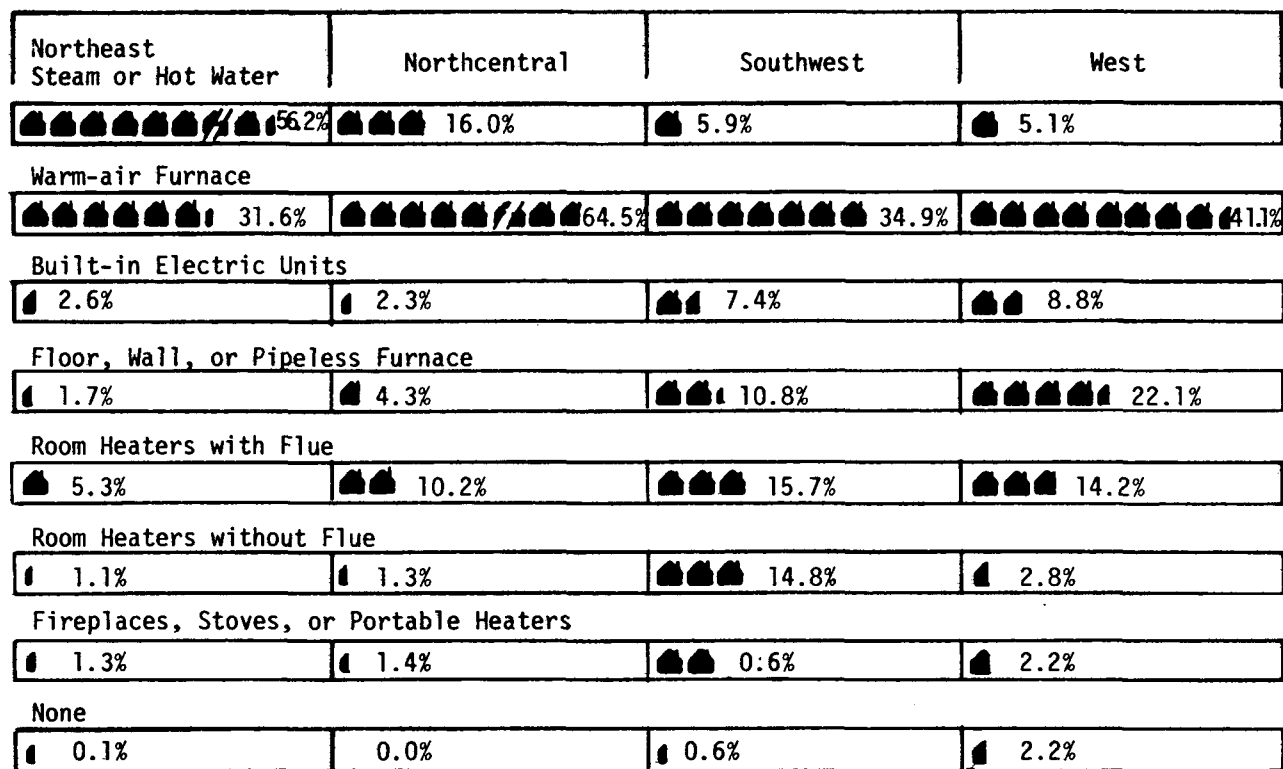 Northeast
Steam or Hot Water Northcentral Southwest West
56.2% 16.0% 5.9% 5.1%
Warm-air Furnace
31.6% 64.5% 34.9% 41.1%
Built-in Electric Units
2.6% 2.3% 7.4% 8.8%
Floor, Wall, or Pipeless Furnace
1.7% 4.3% 10.8% 22.1%
Room Heaters with Flue
5.3% 10.2% 15.7% 14.2%
Room Heaters without Flue
1.1% 1.3% 14.8% 2.8%
Fireplaces, Stoves, or Portable Heaters
1.3% 1.4% 0:6% 2.2%
None
0.1% 0.0% 0.6% 2.2%